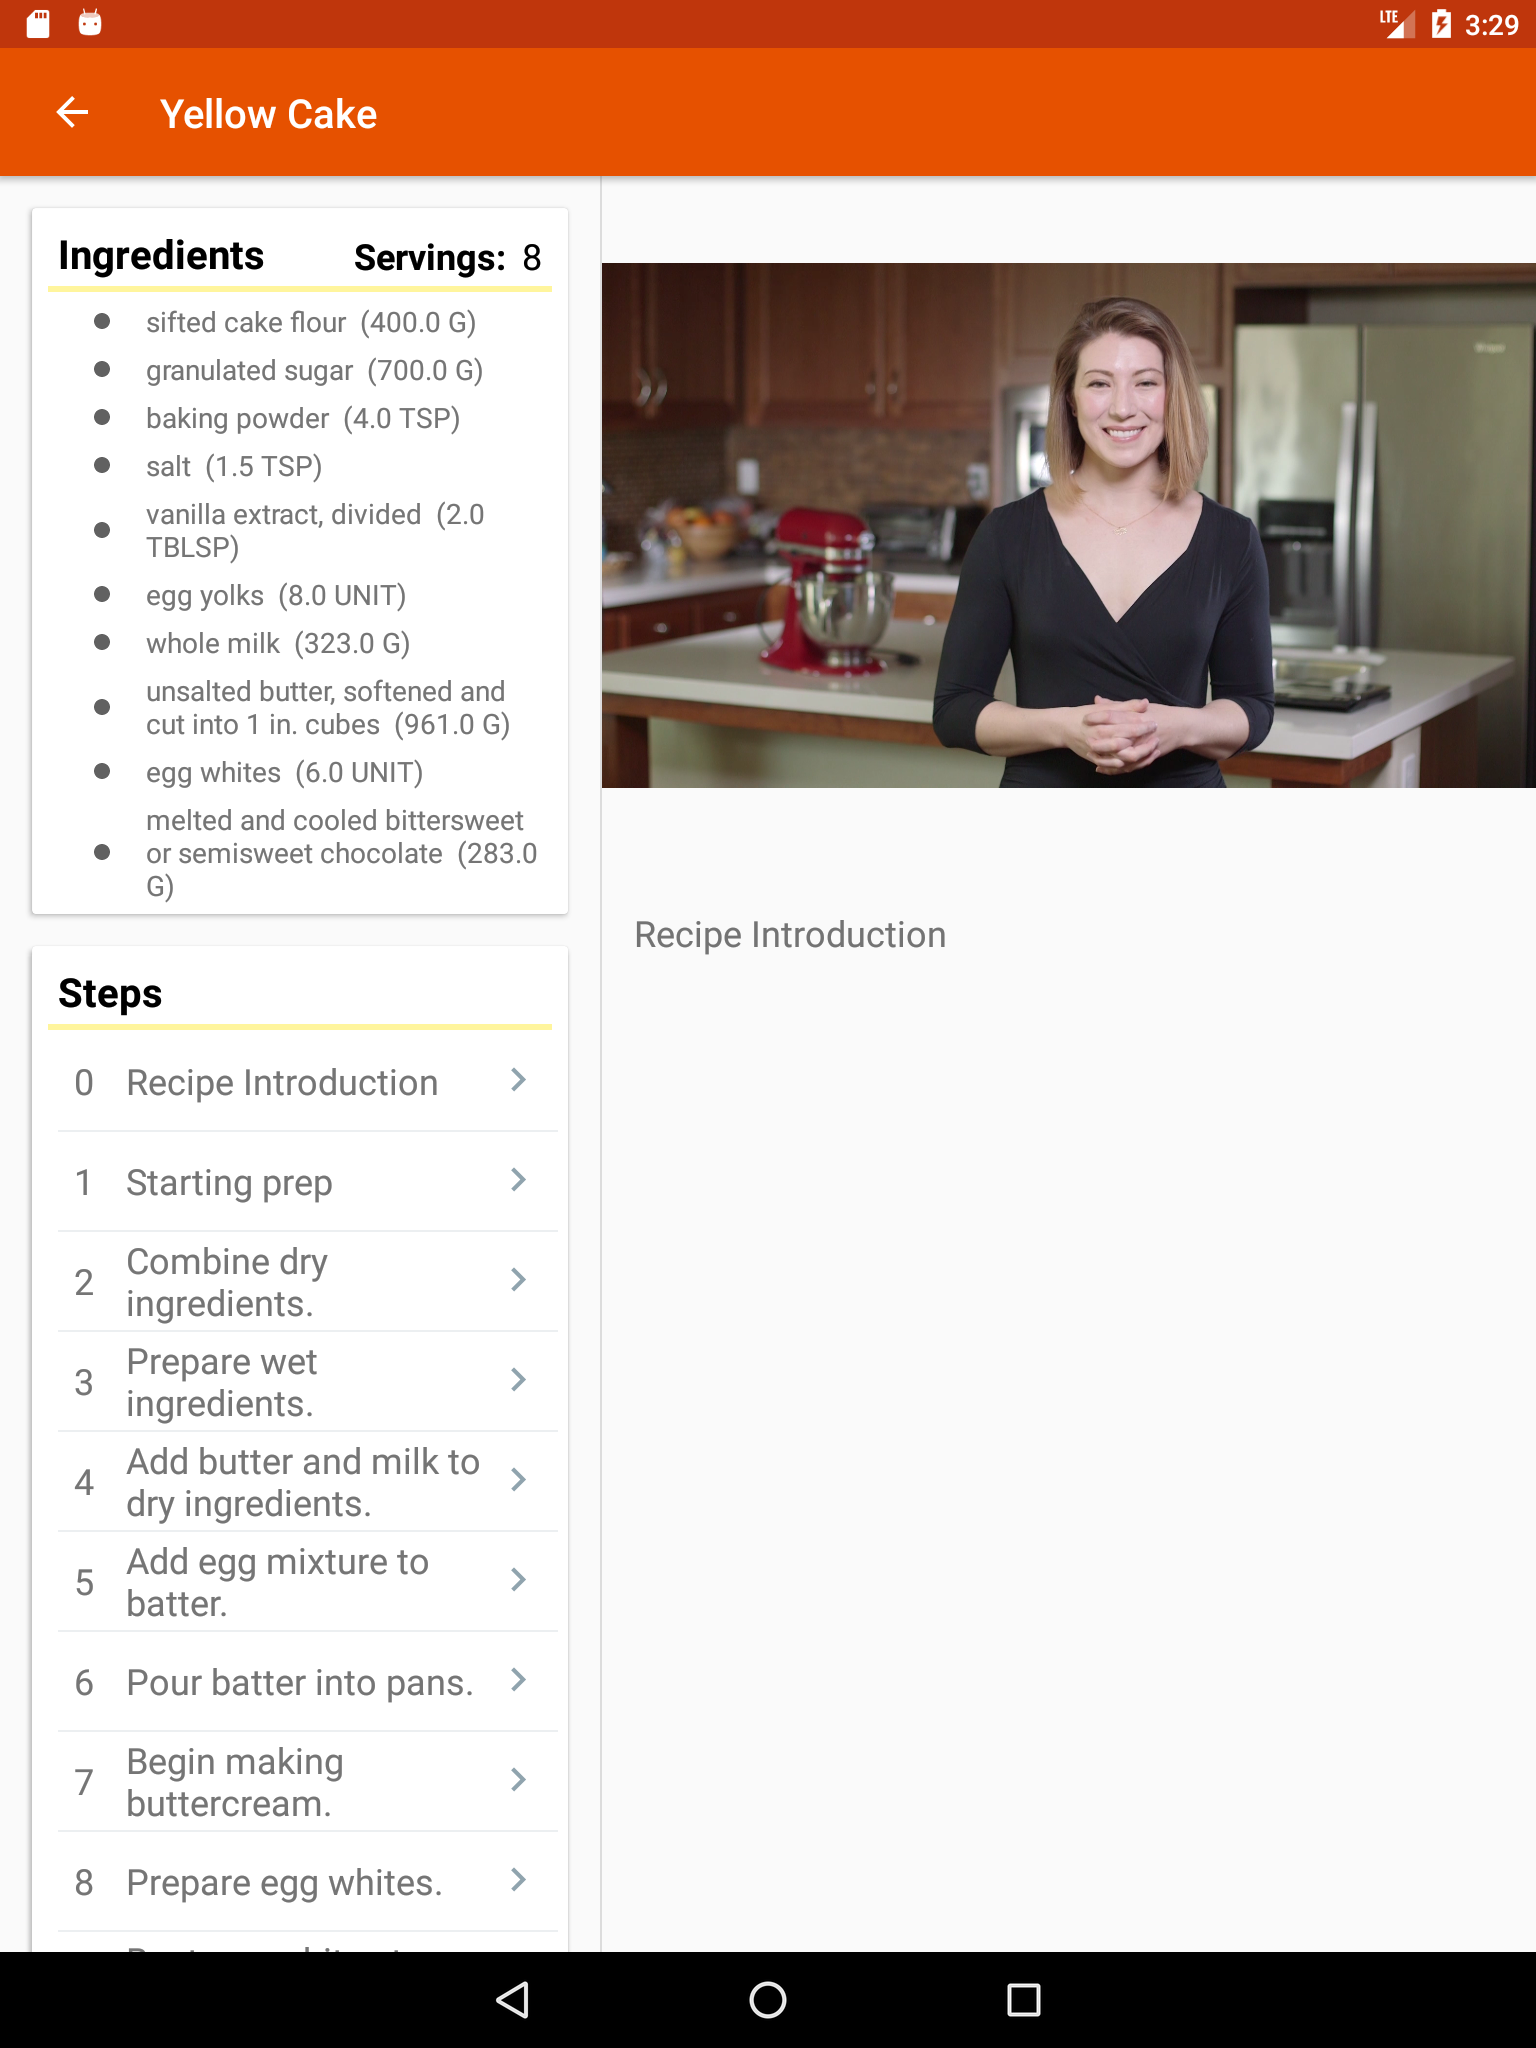 LTE 3:29
Yellow Cake
Ingredients Servings: 8
sifted cake flour (400.0 G)
granulated sugar (700.0 G)
baking powder (4.0 TSP)
salt (1.5 TSP)
vanilla extract, divided (2.0
TBLSP)
egg yolks (8.0 UNIT)
whole milk (323.0 G)
unsalted butter, softened and
cut into 1 in. cubes (961.0 G)
egg whites (6.0 UNIT)
melted and cooled bittersweet
or semisweet chocolate (283.0
G)
Steps
0 Recipe Introduction
1 Starting prep
2 Combine dry
ingredients.
3 Prepare wet
ingredients.
4 Add butter and milk to
dry ingredients.
5 Add egg mixture to
batter.
6 Pour batter into pans.
7 Begin making
buttercream.
8 Prepare egg whites.
Recipe Introduction